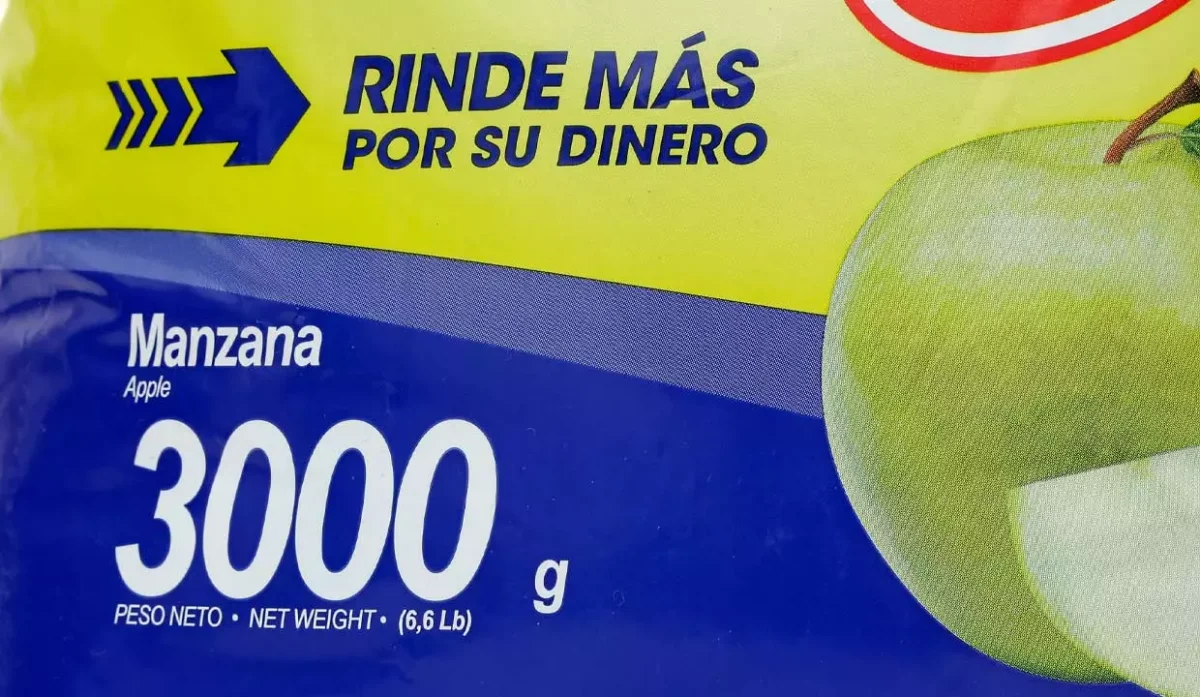 RINDE MÁS
POR SU DINERO
Manzana
Apple
3000 g
PESO NETO • NET WEIGHT • (6,6 Lb)